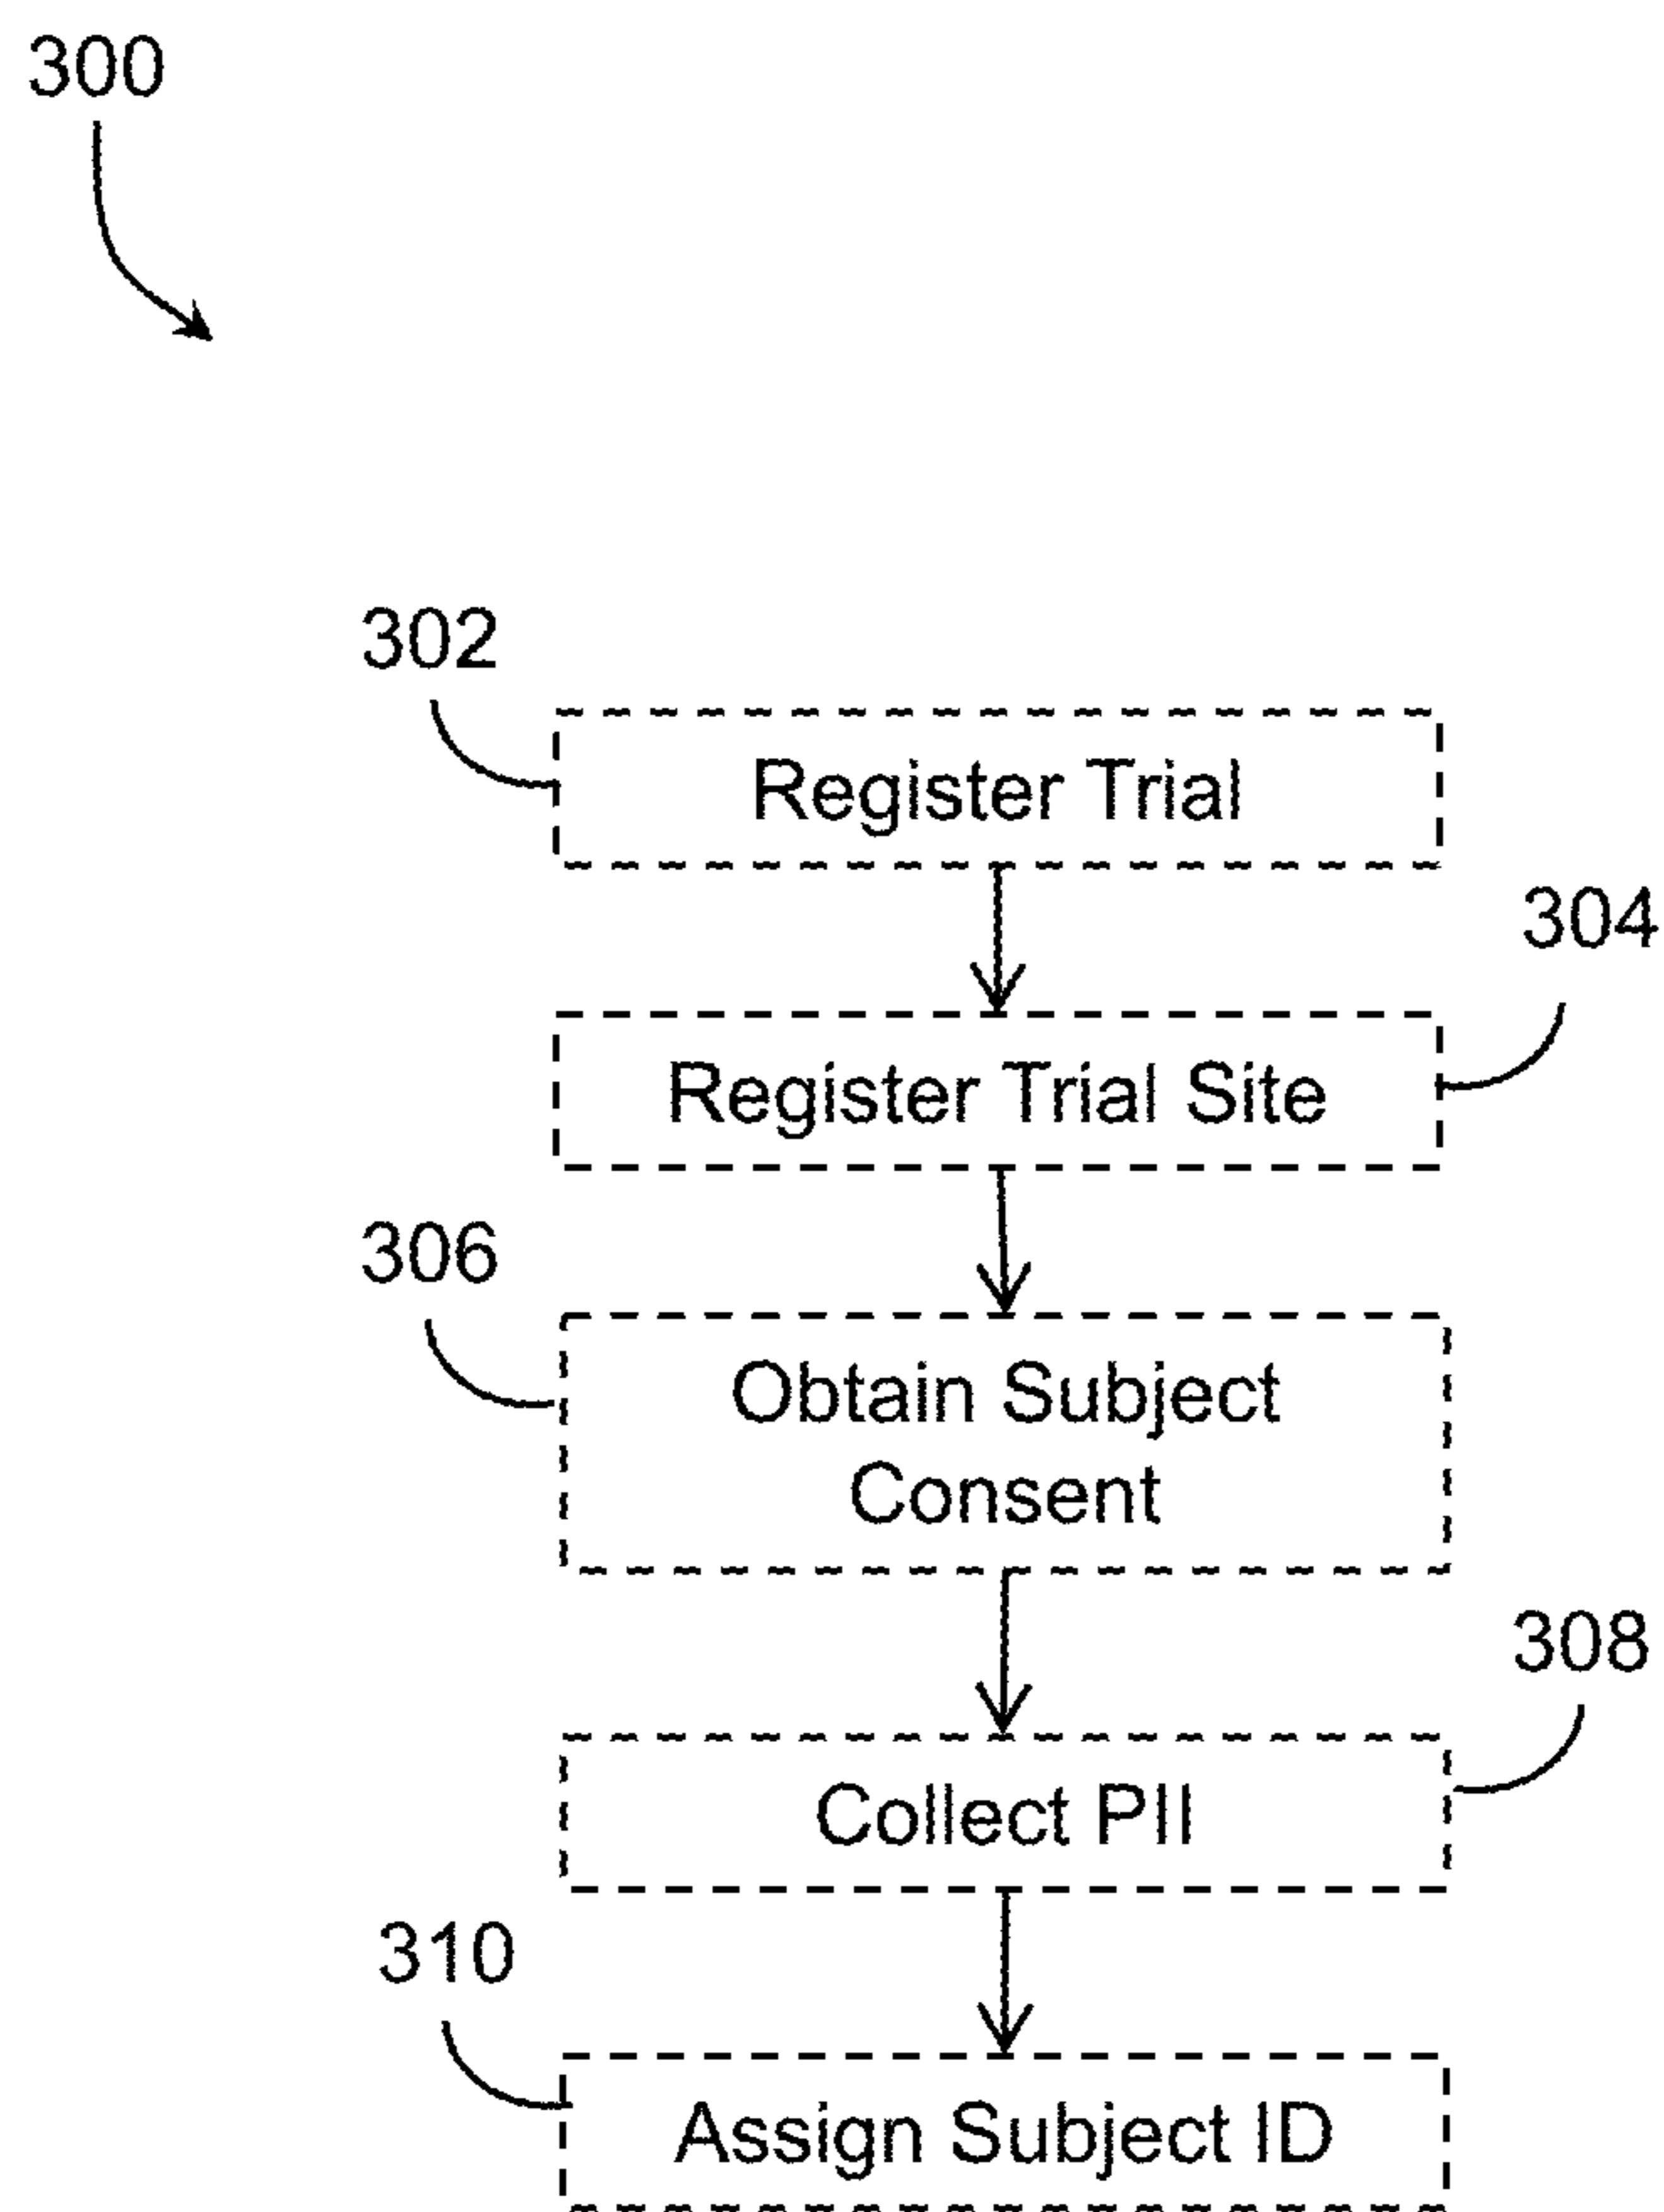 300
302
Register Trial
304
Register Trial Site
306
Obtain Subject
Consent
308
Collect PII
310
Assign Subject ID